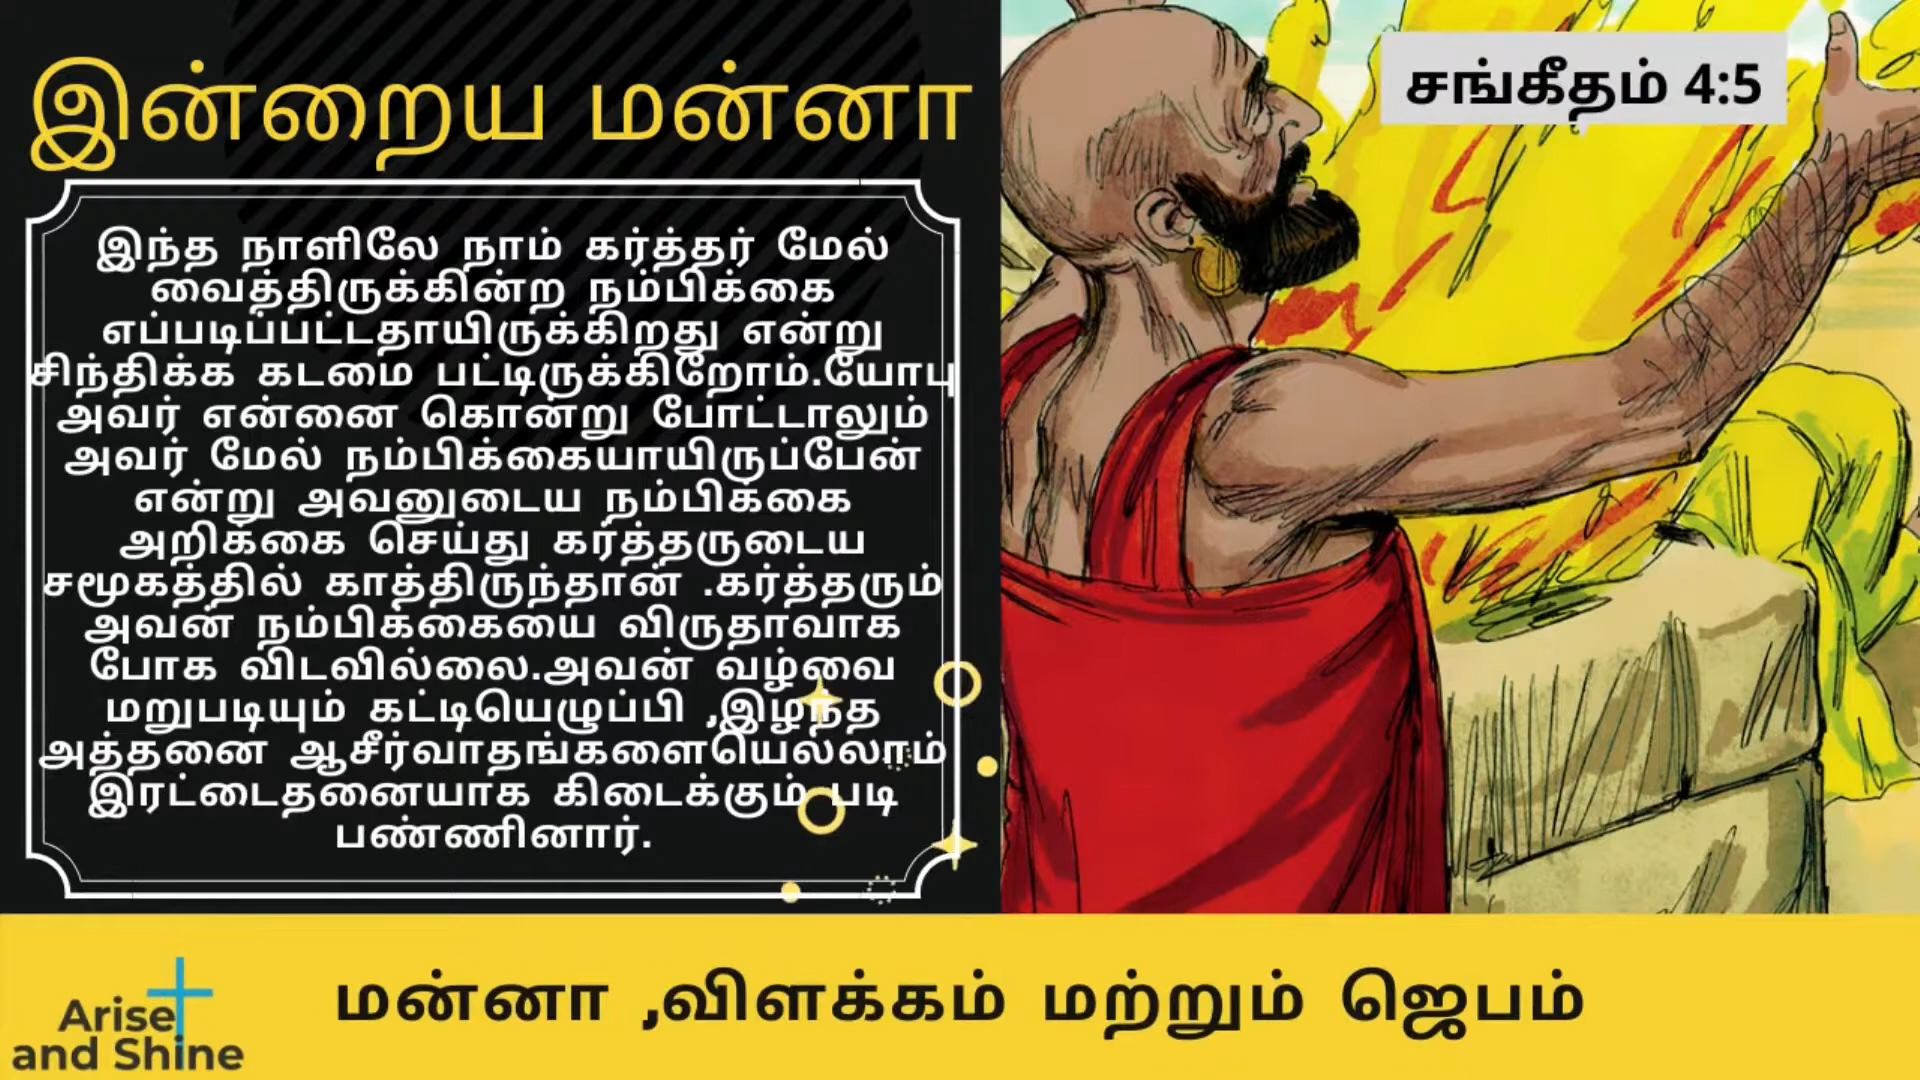 இன்றைய மன்னா
சங்கீதம் 4:5
இந்த நாளிலே நாம் கர்த்தர் மேல்
வைத்திருக்கின்ற நம்பிக்கை
எப்படிப்பட்டதாயிருக்கிறது என்று
சிந்திக்க கடமை பட்டிருக்கிறோம்.யோபு
அவர் என்னை கொன்று போட்டாலும்
அவர் மேல் நம்பிக்கையாயிருப்பேன்
என்று அவனுடைய நம்பிக்கை
அறிக்கை செய்து கர்த்தருடைய
சமூகத்தில் காத்திருந்தான் .கர்த்தரும்
அவன் நம்பிக்கையை விருதாவாக
போக விடவில்லை.அவன் வழ்வை
மறுபடியும் கட்டியெழுப்பி ,இழந்த
அத்தனை ஆசீர்வாதங்களையெல்லாம்
இரட்டைதனையாக கிடைக்கும் படி
பண்ணினார்.
Arise
and Shine
மன்னா ,விளக்கம் மற்றும் ஜெபம்